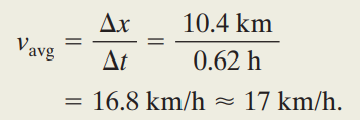 v_avg = Δx/Δt = 10.4 km/0.62 h
= 16.8 km/h ≈ 17 km/h.